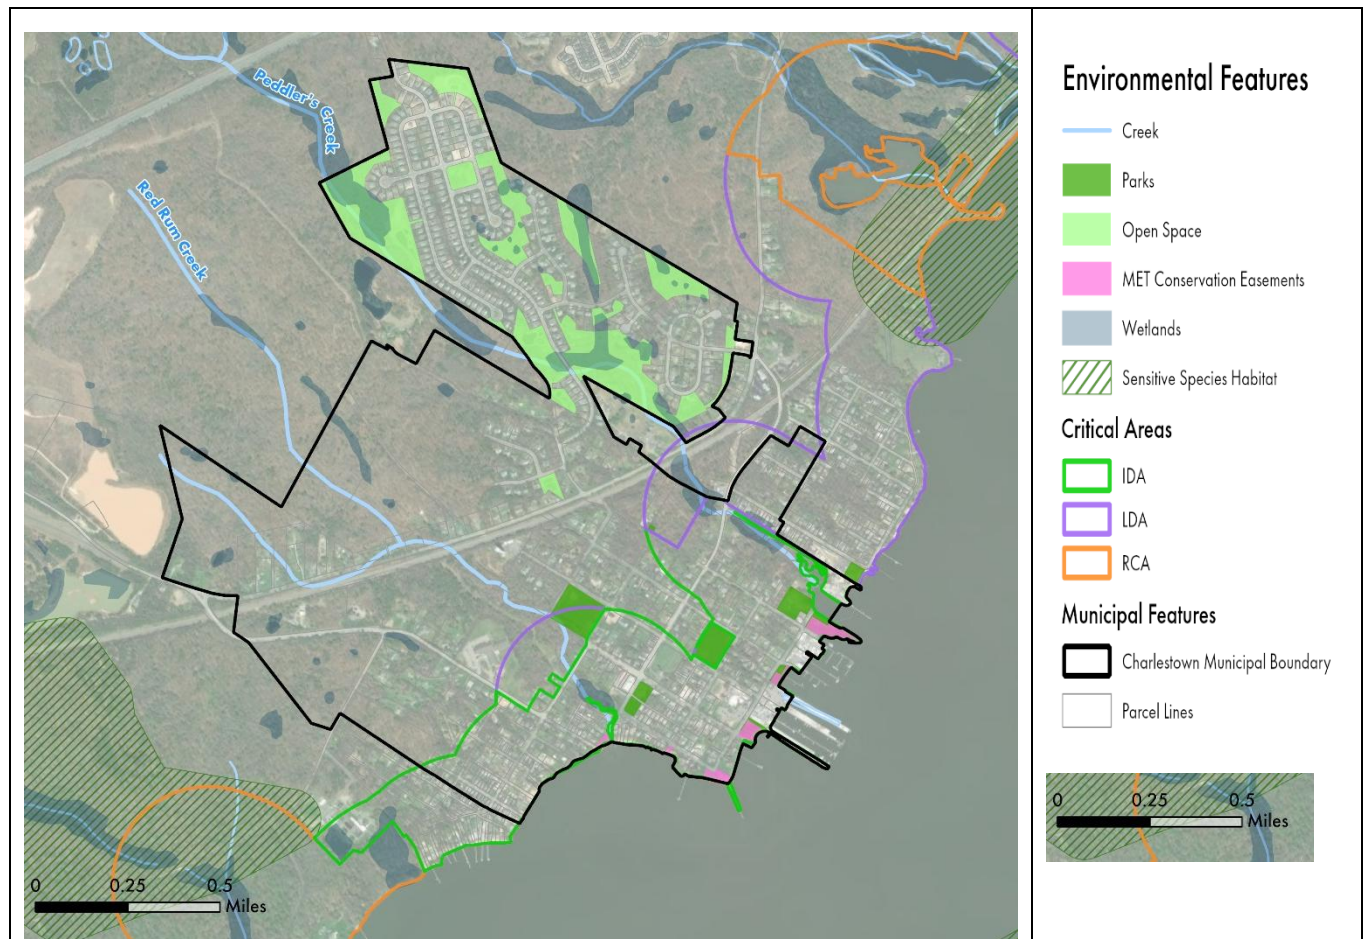 Peddler's Creek
Red Rum Creek
0 0.25 0.5
Miles
Environmental Features
Creek
Parks
Open Space
MET Conservation Easements
Wetlands
Sensitive Species Habitat
Critical Areas
IDA
LDA
RCA
Municipal Features
Charlestown Municipal Boundary
Parcel Lines
0 0.25 0.5
Miles